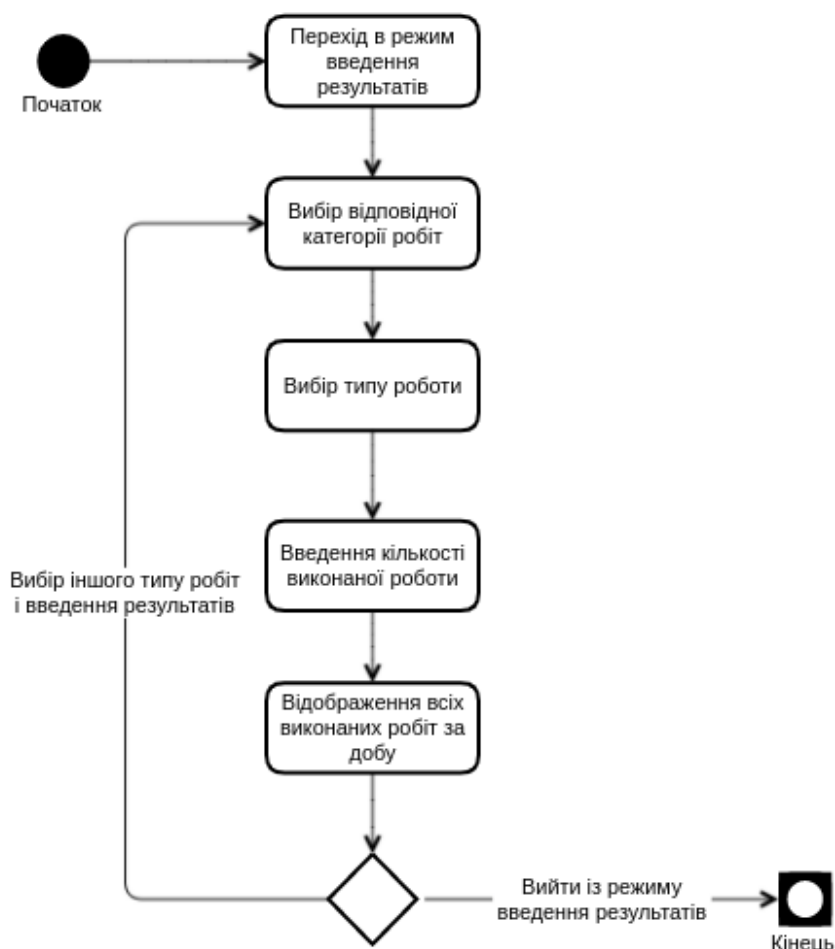 Початок
Перехід в режим
введення
результатів
Вибір відповідної
категорії робіт
Вибір типу роботи
Введення кількості
виконаної роботи
Вибір іншого типу робіт
і введення результатів
Відображення всіх
виконаних робіт за
добу
Вийти із режиму
введення результатів
Кінець